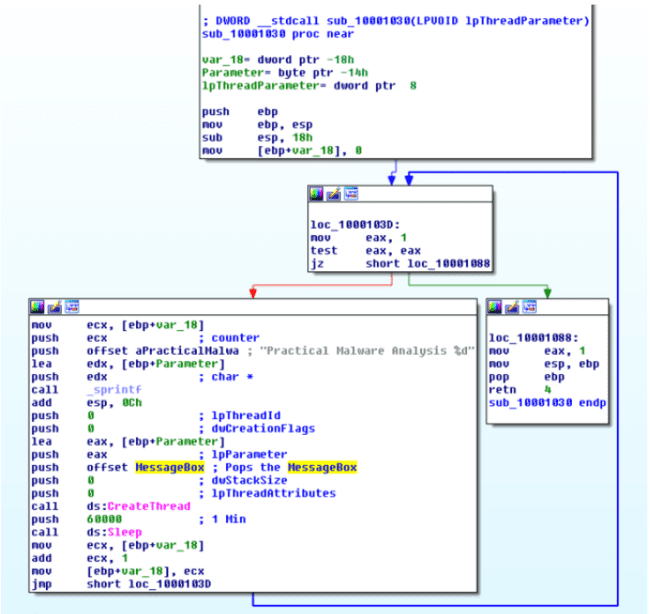 ; DWORD __stdcall sub_10001030(LPVOID lpThreadParameter)
sub_10001030 proc near
var_18= dword ptr -18h
Parameter= byte ptr -14h
lpThreadParameter= dword ptr  8
push    ebp
mov     ebp, esp
sub     esp, 18h
mov     [ebp+var_18], 0
loc_1000103D:
mov     eax, 1
test    eax, eax
jz      short loc_10001088
mov     ecx, [ebp+var_18]
push    ecx             ; counter
push    offset aPracticalMalwa ; "Practical Malware Analysis %d"
lea     edx, [ebp+Parameter]
push    edx             ; char *
call    _sprintf
add     esp, 0Ch
push    0               ; lpThreadId
push    0               ; dwCreationFlags
lea     eax, [ebp+Parameter]
push    eax             ; lpParameter
push    offset MessageBox ; Pops the MessageBox
push    0               ; dwStackSize
push    0               ; lpThreadAttributes
call    ds:CreateThread
push    60000           ; 1 Min
call    ds:Sleep
mov     ecx, [ebp+var_18]
add     ecx, 1
mov     [ebp+var_18], ecx
jmp     short loc_1000103D
loc_10001088:
mov     eax, 1
mov     esp, ebp
pop     ebp
retn    4
sub_10001030 endp